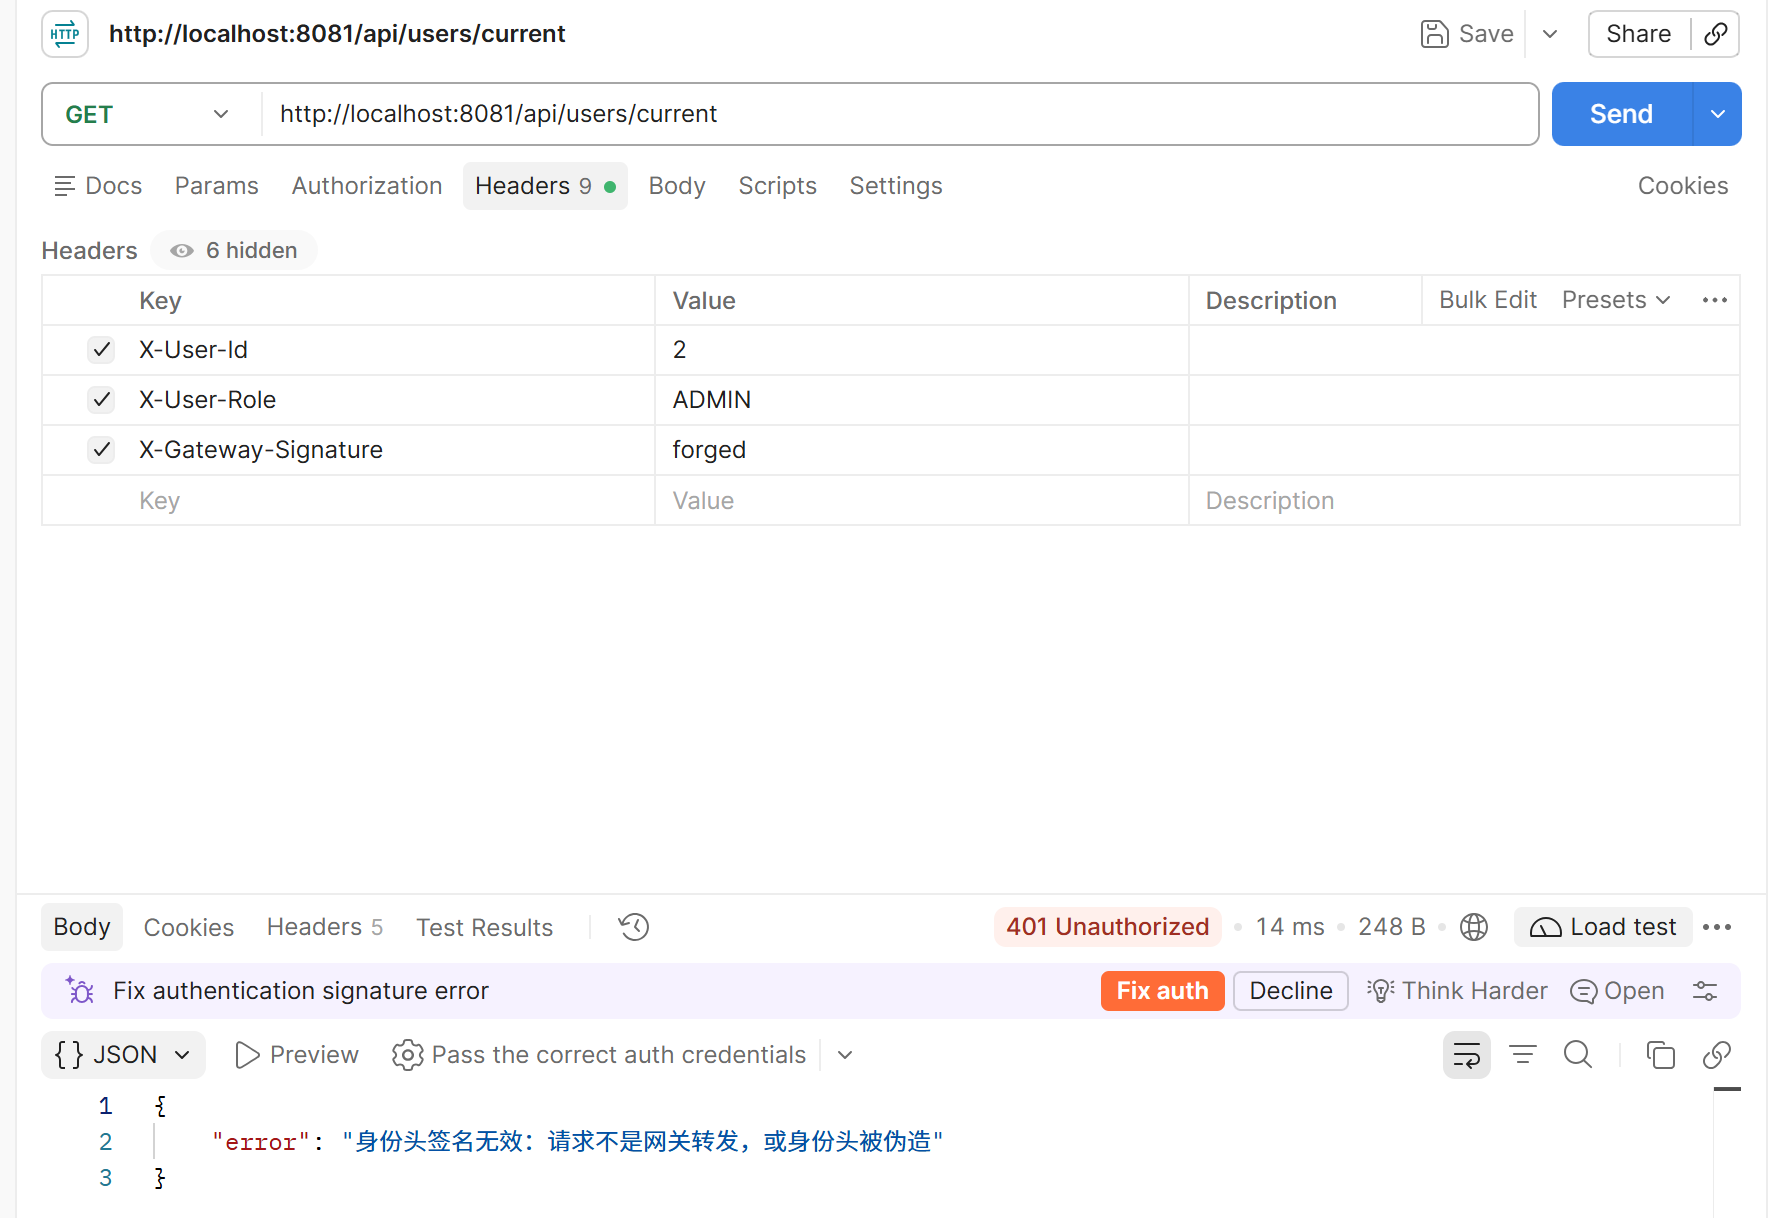 HTTP http://localhost:8081/api/users/current Save Share
GET http://localhost:8081/api/users/current Send
Docs Params Authorization Headers 9 Body Scripts Settings Cookies
Headers 6 hidden
Key Value Description Bulk Edit Presets
X-User-Id 2
X-User-Role ADMIN
X-Gateway-Signature forged
Key Value Description
Body Cookies Headers 5 Test Results 401 Unauthorized • 14 ms • 248 B • Load test
Fix authentication signature error Fix auth Decline Think Harder Open
{} JSON Preview Pass the correct auth credentials
1 {
2 "error": "身份头签名无效：请求不是网关转发，或身份头被伪造"
3 }